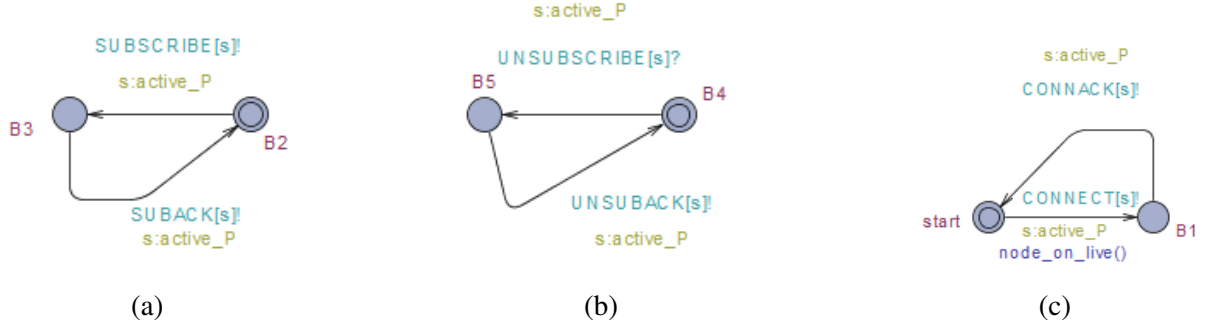 SUBSCRIBE[s]!
s:active_P
B3
B2
SUBACK[s]!
s:active_P
(a)
s:active_P
UNSUBSCRIBE[s]?
B5
B4
UNSUBACK[s]!
s:active_P
(b)
s:active_P
CONNACK[s]!
start
CONNECT[s]!
s:active_P
node_on_live()
B1
(c)